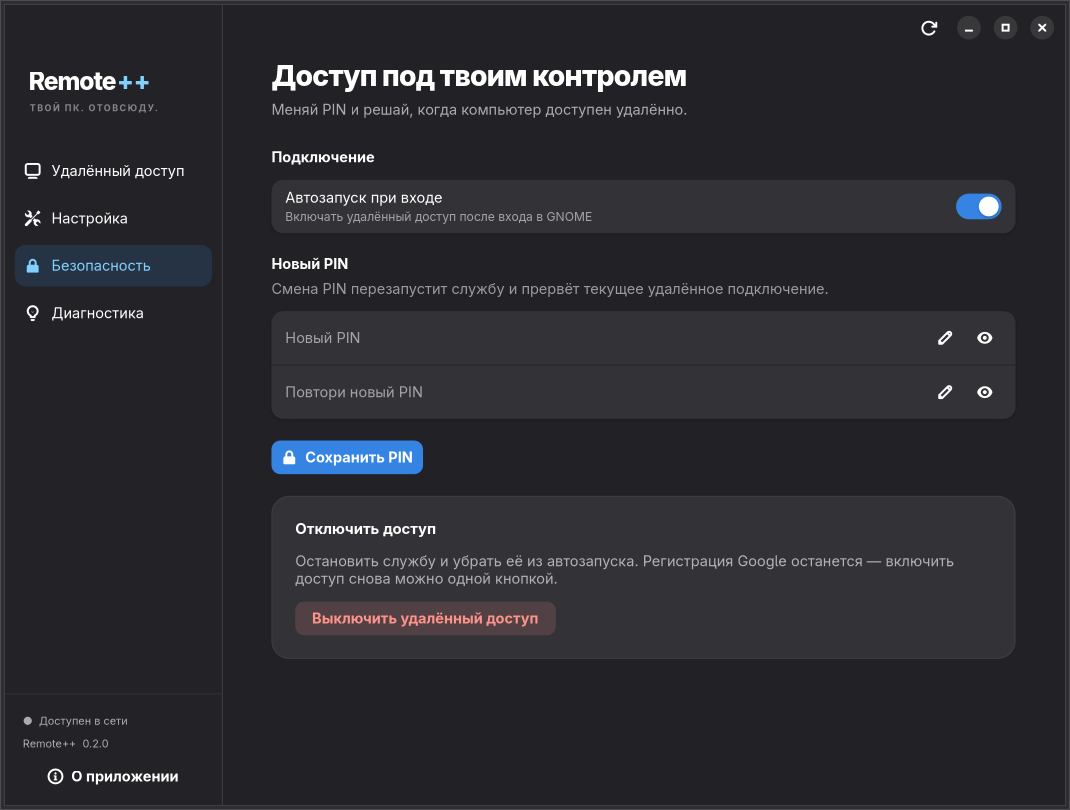 Remote++
ТВОЙ ПК. ОТОВСЮДУ.
Удалённый доступ
Настройка
Безопасность
Диагностика
Доступен в сети
Remote++ 0.2.0
О приложении
Доступ под твоим контролем
Меняй PIN и решай, когда компьютер доступен удалённо.
Подключение
Автозапуск при входе
Включать удалённый доступ после входа в GNOME
Новый PIN
Смена PIN перезапустит службу и прервёт текущее удалённое подключение.
Новый PIN
Повтори новый PIN
Сохранить PIN
Отключить доступ
Остановить службу и убрать её из автозапуска. Регистрация Google останется — включить
доступ снова можно одной кнопкой.
Выключить удалённый доступ